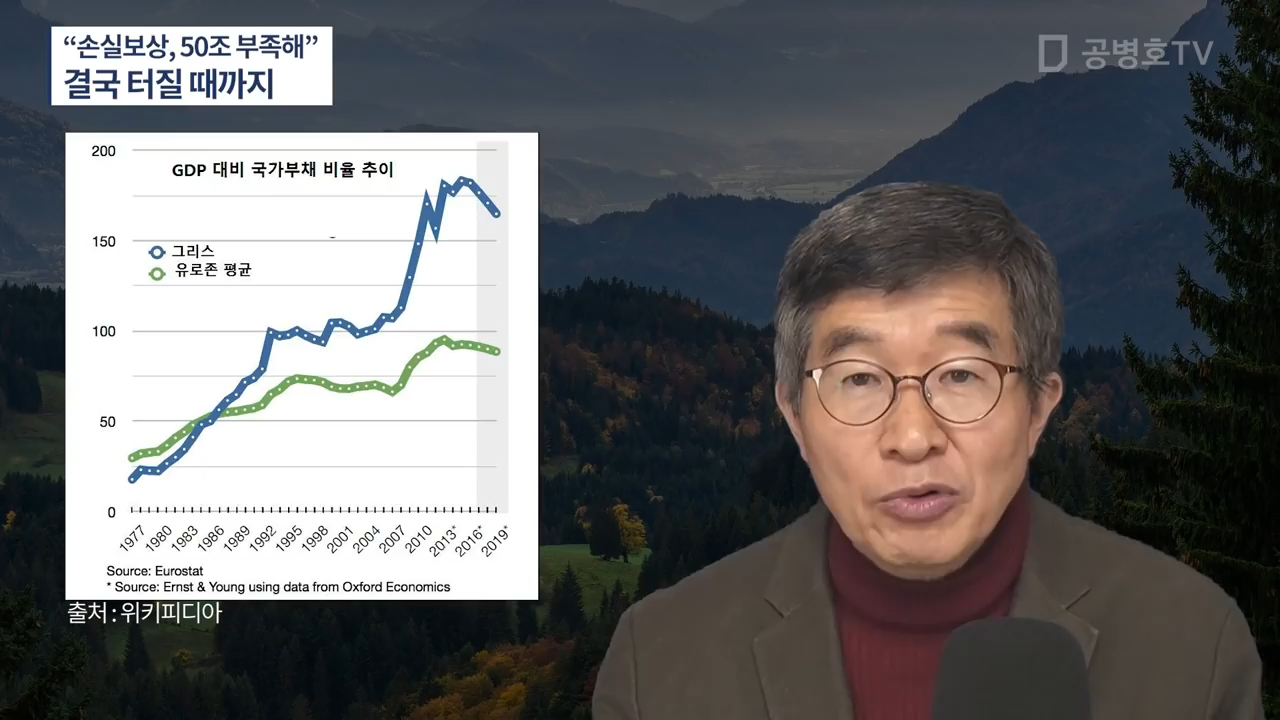 “손실보상, 50조 부족해”
결국 터질 때까지
공병호TV
GDP 대비 국가부채 비율 추이
200
150
100
50
0
그리스
유로존 평균
1977 1980 1983 1986 1989 1992 1995 1998 2001 2004 2007 2010 2013* 2016* 2019*
Source: Eurostat
* Source: Ernst & Young using data from Oxford Economics
출처 : 위키피디아